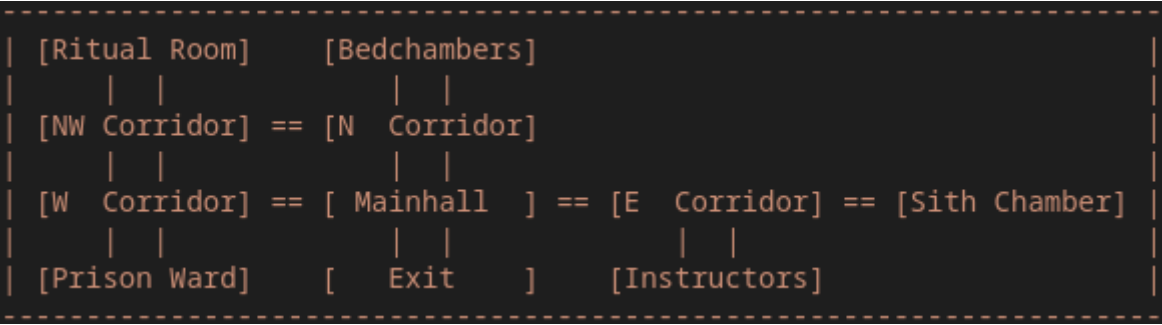 --------------------------------------------------------------------------
| [Ritual Room]    [Bedchambers]                                      |
|     |  |              |  |                                          |
| [NW Corridor] == [N  Corridor]                                      |
|     |  |              |  |                                          |
| [W  Corridor] == [ Mainhall  ] == [E  Corridor] == [Sith Chamber] |
|     |  |              |  |              |  |                        |
| [Prison Ward]    [   Exit    ]    [Instructors]                     |
--------------------------------------------------------------------------